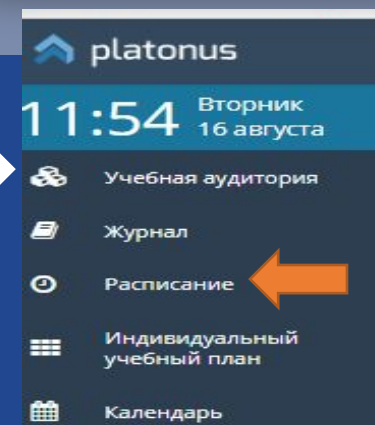 platonus
11:54 Вторник
16 августа
Учебная аудитория
Журнал
Расписание
Индивидуальный
учебный план
Календарь